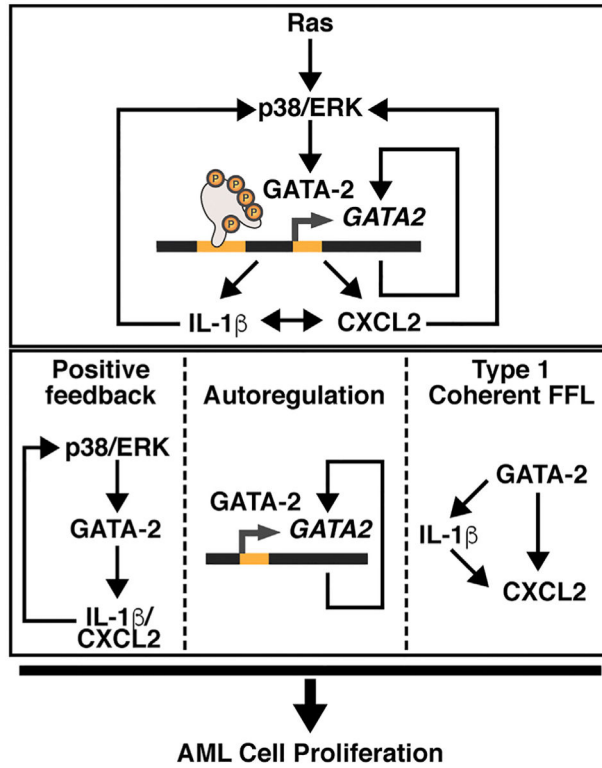 Ras
p38/ERK
P
P
P
P
P
GATA-2
GATA2
IL-1β
CXCL2
Positive
feedback
p38/ERK
GATA-2
IL-1β/
CXCL2
Autoregulation
GATA-2
GATA2
Type 1
Coherent FFL
GATA-2
IL-1β
CXCL2
AML Cell Proliferation